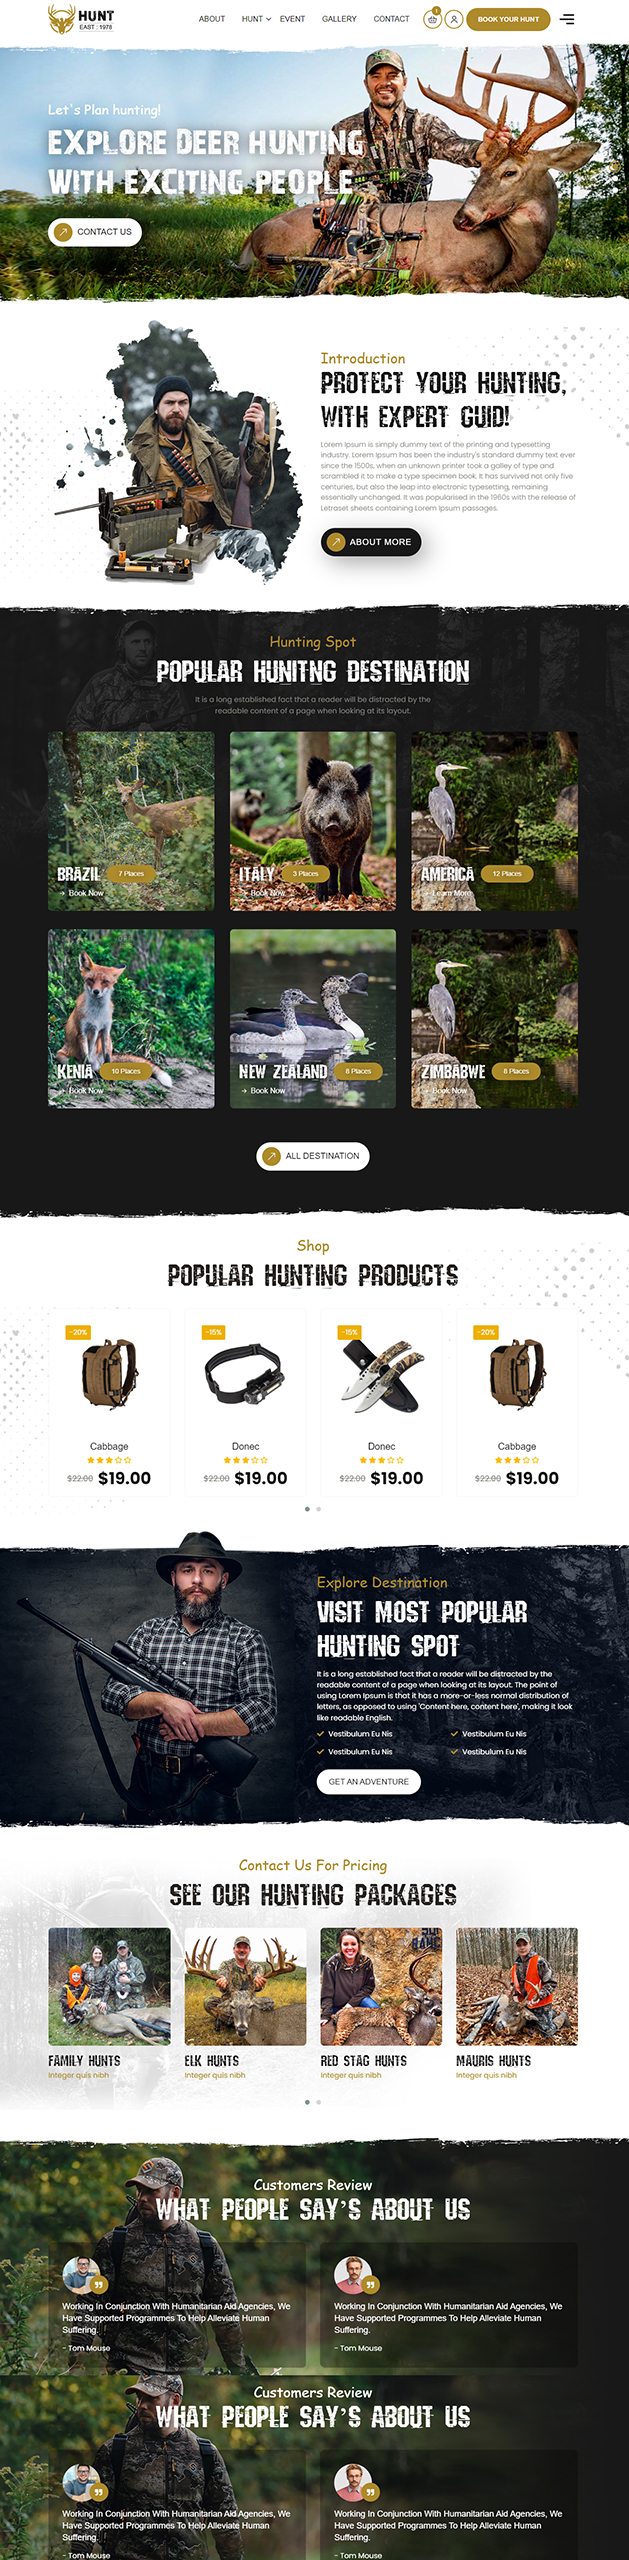 HUNT
EAST : 1978
ABOUT HUNT EVENT GALLERY CONTACT 1 BOOK YOUR HUNT
Let's Plan hunting!
EXPLORE DEER HUNTING
WITH EXCITING PEOPLE
CONTACT US
Introduction
PROTECT YOUR HUNTING,
WITH EXPERT GUID!
Lorem Ipsum is simply dummy text of the printing and typesetting
industry. Lorem Ipsum has been the industry's standard dummy text ever
since the 1500s, when an unknown printer took a galley of type and
scrambled it to make a type specimen book. It has survived not only five
centuries, but also the leap into electronic typesetting, remaining
essentially unchanged. It was popularised in the 1960s with the release of
Letraset sheets containing Lorem Ipsum passages.
ABOUT MORE
Hunting Spot
POPULAR HUNITNG DESTINATION
It is a long established fact that a reader will be distracted by the
readable content of a page when looking at its layout.
BRAZIL 7 Places
Book Now
ITALY 3 Places
Book Now
AMERICA 12 Places
Learn More
KENIA 10 Places
Book Now
NEW ZEALAND 8 Places
Book Now
ZIMBABWE 8 Places
Book Now
ALL DESTINATION
Shop
POPULAR HUNTING PRODUCTS
-20%
Cabbage
$22.00 $19.00
-15%
Donec
$22.00 $19.00
-15%
Donec
$22.00 $19.00
-20%
Cabbage
$22.00 $19.00
Explore Destination
VISIT MOST POPULAR
HUNTING SPOT
It is a long established fact that a reader will be distracted by the
readable content of a page when looking at its layout. The point of
using Lorem Ipsum is that it has a more-or-less normal distribution of
letters, as opposed to using 'Content here, content here', making it look
like readable English.
Vestibulum Eu Nis Vestibulum Eu Nis
Vestibulum Eu Nis Vestibulum Eu Nis
GET AN ADVENTURE
Contact Us For Pricing
SEE OUR HUNTING PACKAGES
FAMILY HUNTS
Integer quis nibh
ELK HUNTS
Integer quis nibh
RED STAG HUNTS
Integer quis nibh
MAURIS HUNTS
Integer quis nibh
Customers Review
WHAT PEOPLE SAY'S ABOUT US
Working In Conjunction With Humanitarian Aid Agencies, We
Have Supported Programmes To Help Alleviate Human
Suffering.
- Tom Mouse
Working In Conjunction With Humanitarian Aid Agencies, We
Have Supported Programmes To Help Alleviate Human
Suffering.
- Tom Mouse
Customers Review
WHAT PEOPLE SAY'S ABOUT US
Working In Conjunction With Humanitarian Aid Agencies, We
Have Supported Programmes To Help Alleviate Human
Suffering.
- Tom Mouse
Working In Conjunction With Humanitarian Aid Agencies, We
Have Supported Programmes To Help Alleviate Human
Suffering.
- Tom Mouse